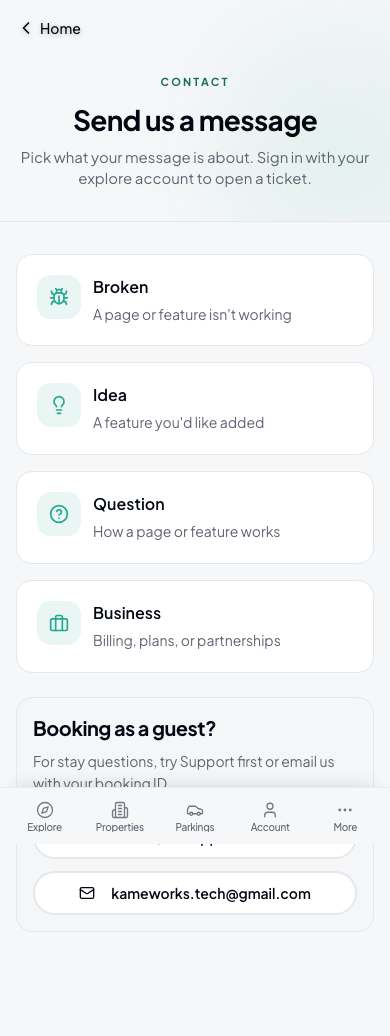 Home
CONTACT
Send us a message
Pick what your message is about. Sign in with your
explore account to open a ticket.
Broken
A page or feature isn't working
Idea
A feature you'd like added
Question
How a page or feature works
Business
Billing, plans, or partnerships
Booking as a guest?
For stay questions, try Support first or email us
with your booking ID
Explore
Properties
Parkings
Account
More
kameworks.tech@gmail.com